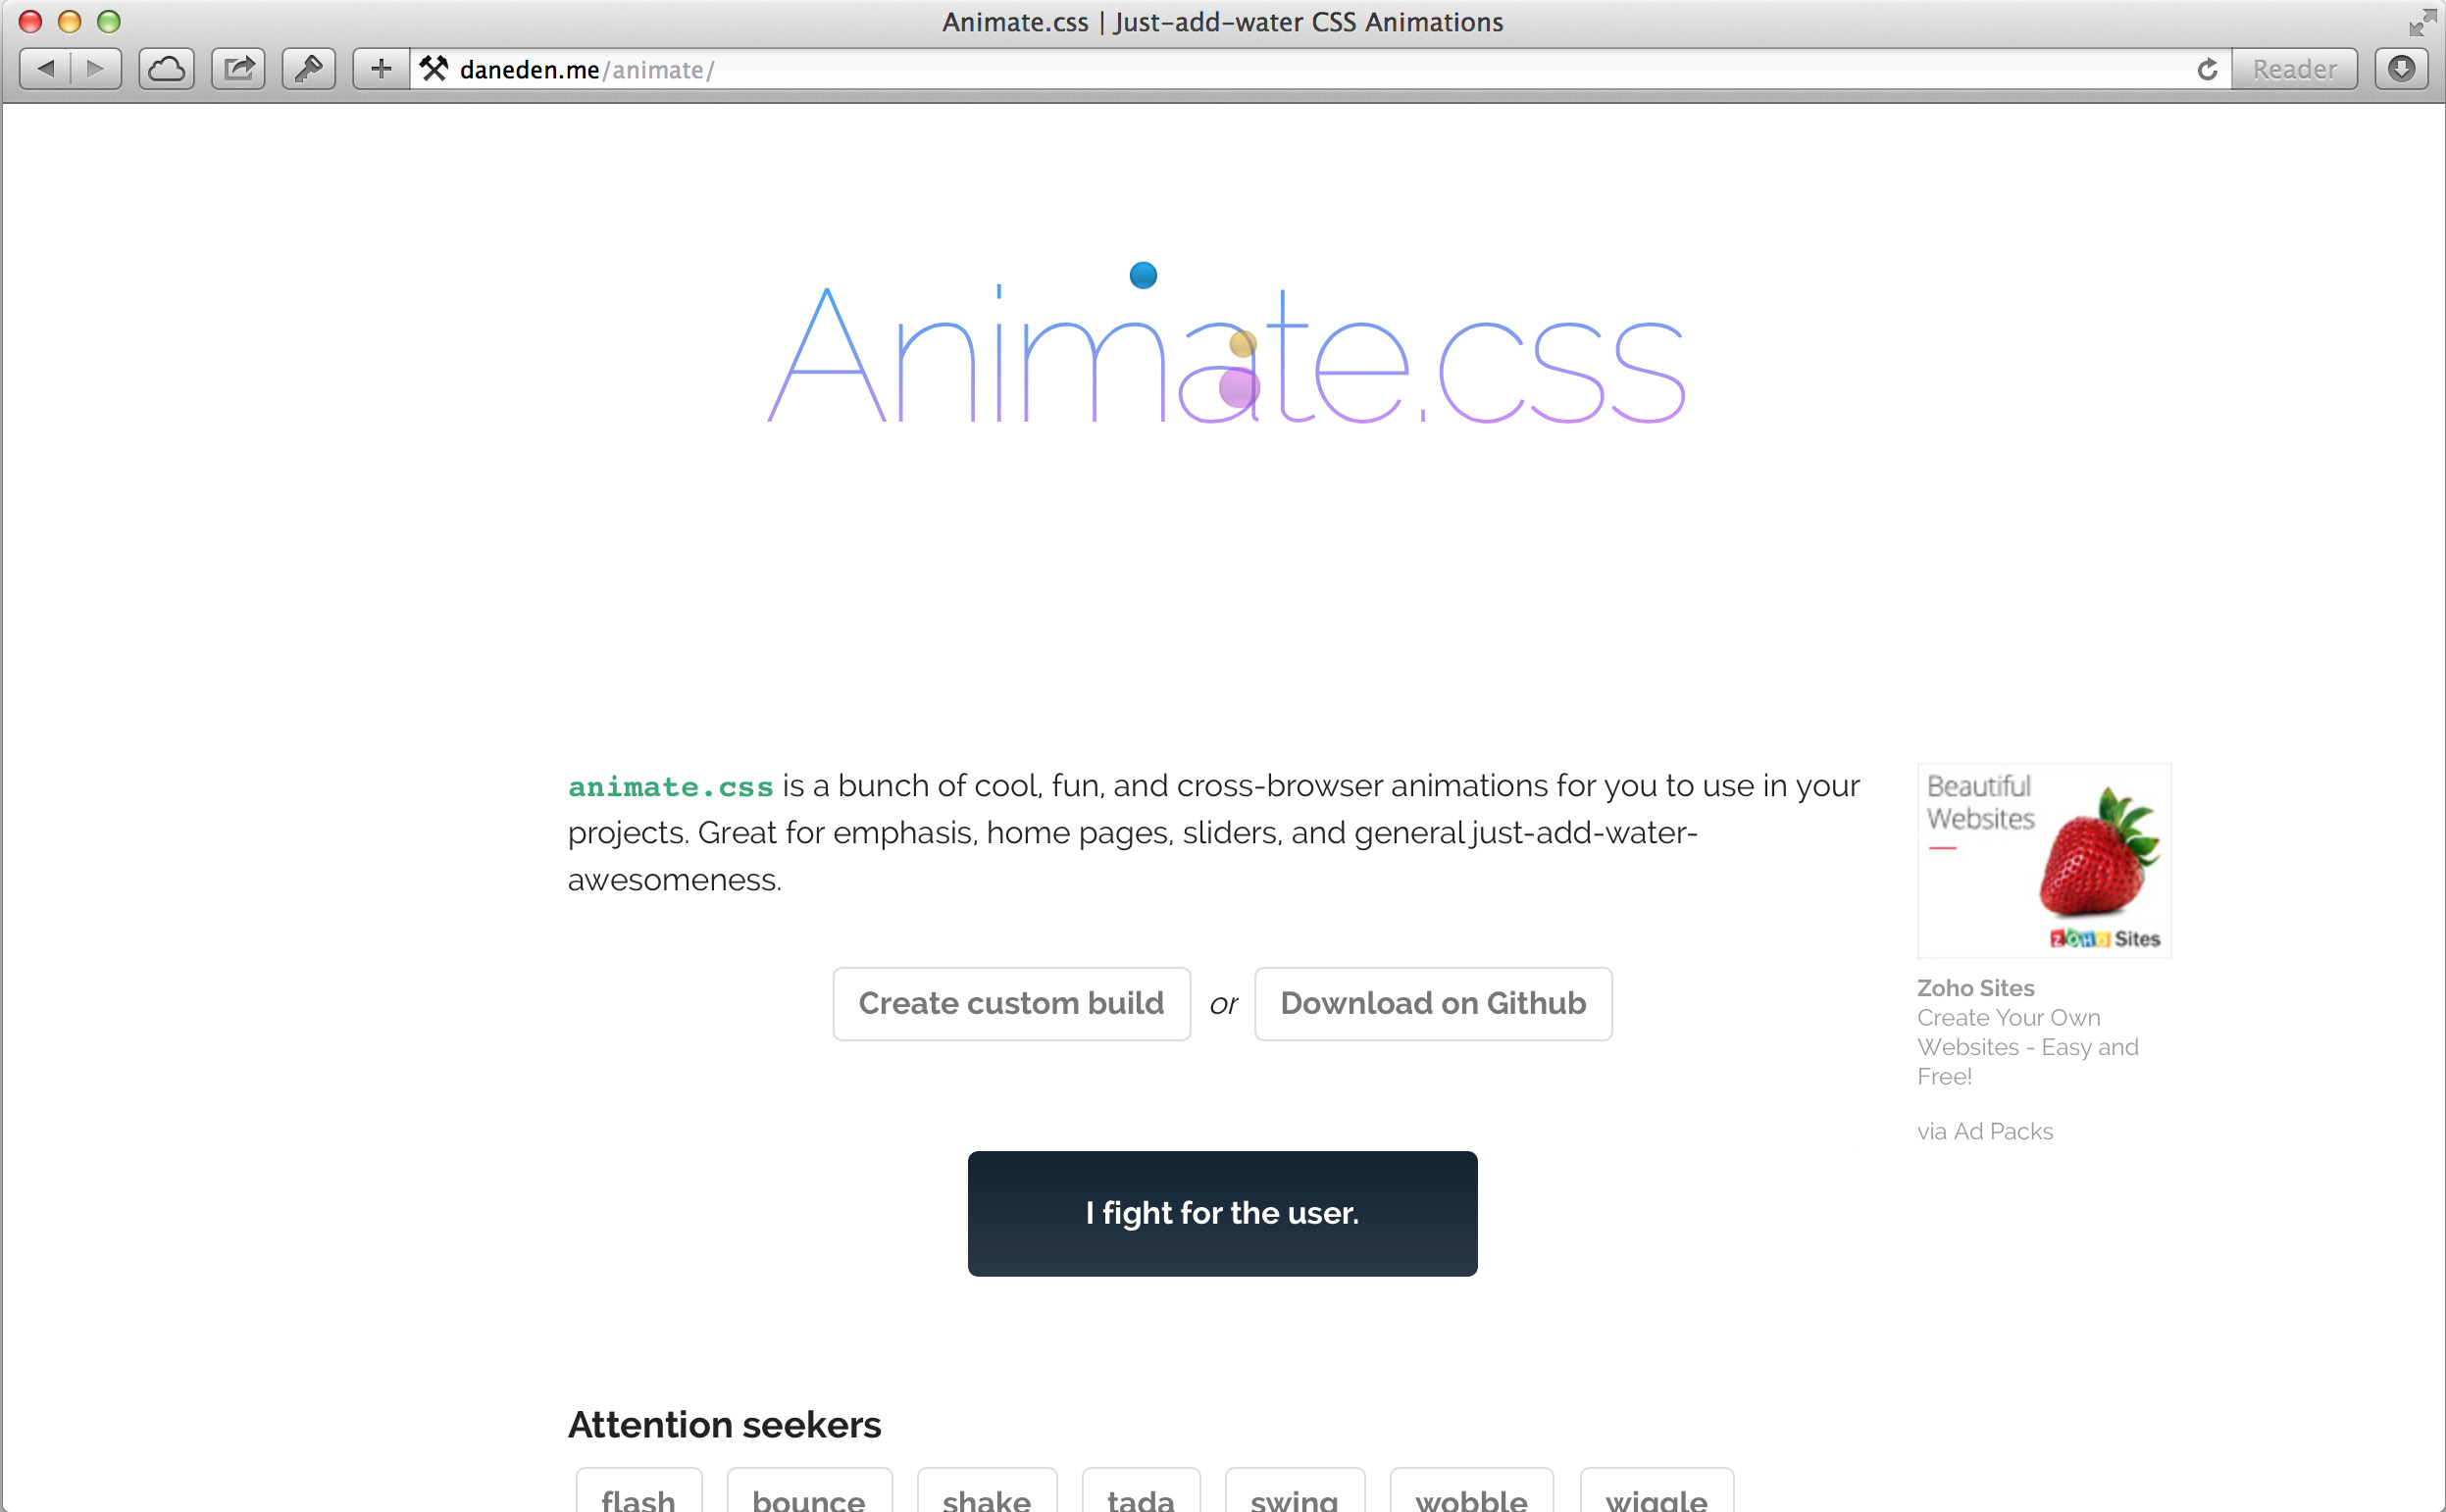 Animate.css | Just-add-water CSS Animations
daneden.me/animate/
Reader
Animate.css
animate.css is a bunch of cool, fun, and cross-browser animations for you to use in your
projects. Great for emphasis, home pages, sliders, and general just-add-water-
awesomeness.
Beautiful
Websites
ZOHO Sites
Zoho Sites
Create Your Own
Websites - Easy and
Free!
via Ad Packs
Create custom build or Download on Github
I fight for the user.
Attention seekers
flash bounce shake tada swing wobble wiggle